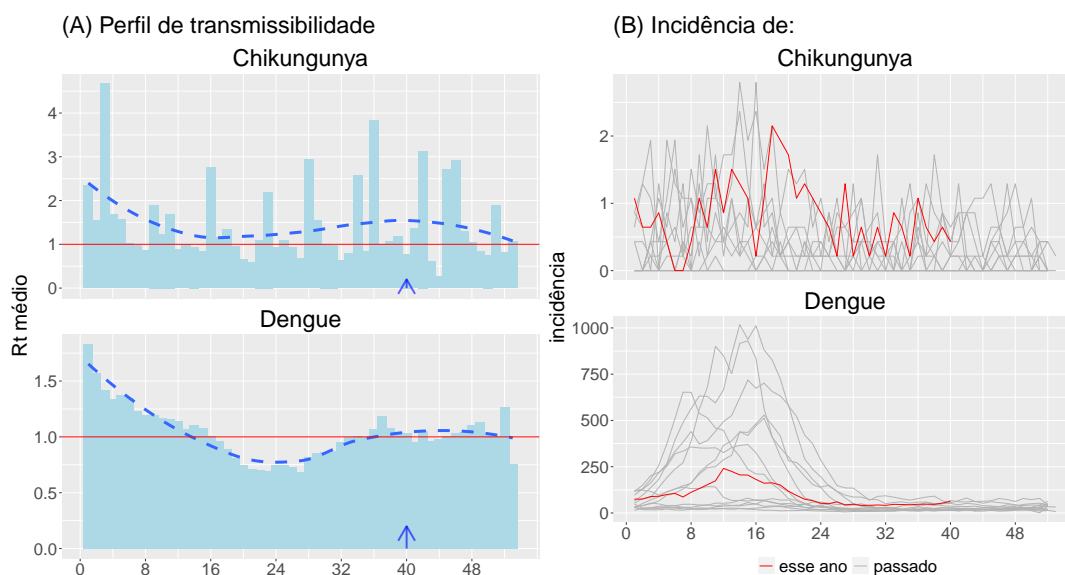 (A) Perfil de transmissibilidade
Chikungunya
4
3
2
1
0
Dengue
1.5
1.0
0.5
0.0
0 8 16 24 32 40 48
Rt médio
(B) Incidência de:
Chikungunya
2
1
0
Dengue
1000
750
500
250
0
0 8 16 24 32 40 48
incidência
esse ano passado